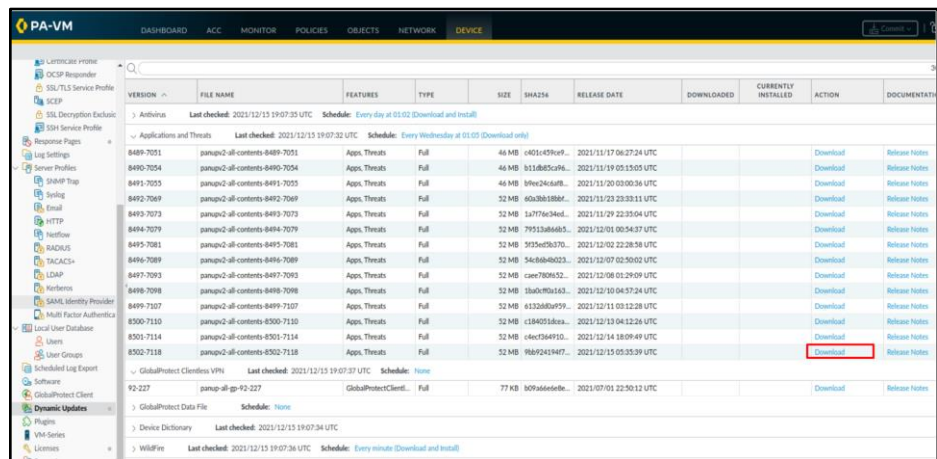 PA-VM
DASHBOARD ACC MONITOR POLICIES OBJECTS NETWORK DEVICE
Commit
Certificate Profile
OCSP Responder
SSL/TLS Service Profile
SCEP
SSL Decryption Exclusio
SSH Service Profile
Response Pages
Log Settings
Server Profiles
SNMP Trap
Syslog
Email
HTTP
Netflow
RADIUS
TACACS+
LDAP
Kerberos
SAML Identity Provider
Multi Factor Authentica
Local User Database
Users
User Groups
Scheduled Log Export
Software
GlobalProtect Client
Dynamic Updates
Plugins
VM-Series
Licenses
VERSION FILE NAME FEATURES TYPE SIZE SHA256 RELEASE DATE DOWNLOADED CURRENTLY INSTALLED ACTION DOCUMENTATI
Antivirus Last checked: 2021/12/15 19:07:35 UTC Schedule: Every day at 01:02 (Download and Install)
Applications and Threats Last checked: 2021/12/15 19:07:32 UTC Schedule: Every Wednesday at 01:05 (Download only)
8489-7051 panupv2-all-contents-8489-7051 Apps, Threats Full 46 MB c401c459ce9... 2021/11/17 06:27:24 UTC Download Release Notes
8490-7054 panupv2-all-contents-8490-7054 Apps, Threats Full 46 MB b11db85ca96... 2021/11/19 05:15:05 UTC Download Release Notes
8491-7055 panupv2-all-contents-8491-7055 Apps, Threats Full 46 MB b9ee24c6af8... 2021/11/20 03:00:36 UTC Download Release Notes
8492-7069 panupv2-all-contents-8492-7069 Apps, Threats Full 52 MB 60a3bb18bbf... 2021/11/23 23:33:11 UTC Download Release Notes
8493-7073 panupv2-all-contents-8493-7073 Apps, Threats Full 52 MB 1a7f76e34ed... 2021/11/29 22:35:04 UTC Download Release Notes
8494-7079 panupv2-all-contents-8494-7079 Apps, Threats Full 52 MB 79513a866b5... 2021/12/01 00:54:37 UTC Download Release Notes
8495-7081 panupv2-all-contents-8495-7081 Apps, Threats Full 52 MB 5f35ed5b370... 2021/12/02 22:28:58 UTC Download Release Notes
8496-7089 panupv2-all-contents-8496-7089 Apps, Threats Full 52 MB 54c86b4b023... 2021/12/07 02:50:02 UTC Download Release Notes
8497-7093 panupv2-all-contents-8497-7093 Apps, Threats Full 52 MB caee780f652... 2021/12/08 01:29:09 UTC Download Release Notes
8498-7098 panupv2-all-contents-8498-7098 Apps, Threats Full 52 MB 1ba0cff0a163... 2021/12/10 04:57:24 UTC Download Release Notes
8499-7107 panupv2-all-contents-8499-7107 Apps, Threats Full 52 MB 6132dd0a959... 2021/12/11 03:12:28 UTC Download Release Notes
8500-7110 panupv2-all-contents-8500-7110 Apps, Threats Full 52 MB c184051dcea... 2021/12/13 04:12:26 UTC Download Release Notes
8501-7114 panupv2-all-contents-8501-7114 Apps, Threats Full 52 MB c4ecf364910... 2021/12/14 18:09:49 UTC Download Release Notes
8502-7118 panupv2-all-contents-8502-7118 Apps, Threats Full 52 MB 9bb924194f7... 2021/12/15 05:35:39 UTC Download Release Notes
GlobalProtect Clientless VPN Last checked: 2021/12/15 19:07:37 UTC Schedule: None
92-227 panup-all-gp-92-227 GlobalProtectClientl... Full 77 KB b09a66e6e8e... 2021/07/01 22:50:12 UTC Download Release Notes
GlobalProtect Data File Schedule: None
Device Dictionary Last checked: 2021/12/15 19:07:34 UTC
WildFire Last checked: 2021/12/15 19:07:36 UTC Schedule: Every minute (Download and Install)